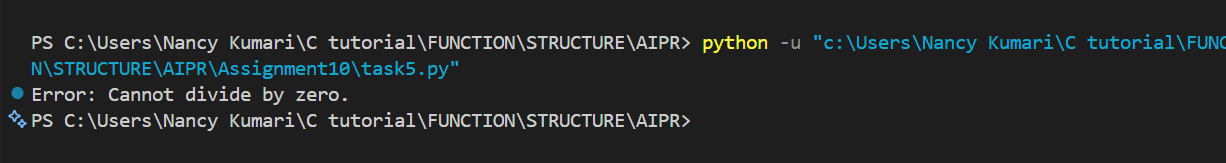 PS C:\Users\Nancy Kumari\C tutorial\FUNCTION\STRUCTURE\AIPR> python -u "c:\Users\Nancy Kumari\C tutorial\FUNC
N\STRUCTURE\AIPR\Assignment10\task5.py"
Error: Cannot divide by zero.
PS C:\Users\Nancy Kumari\C tutorial\FUNCTION\STRUCTURE\AIPR>